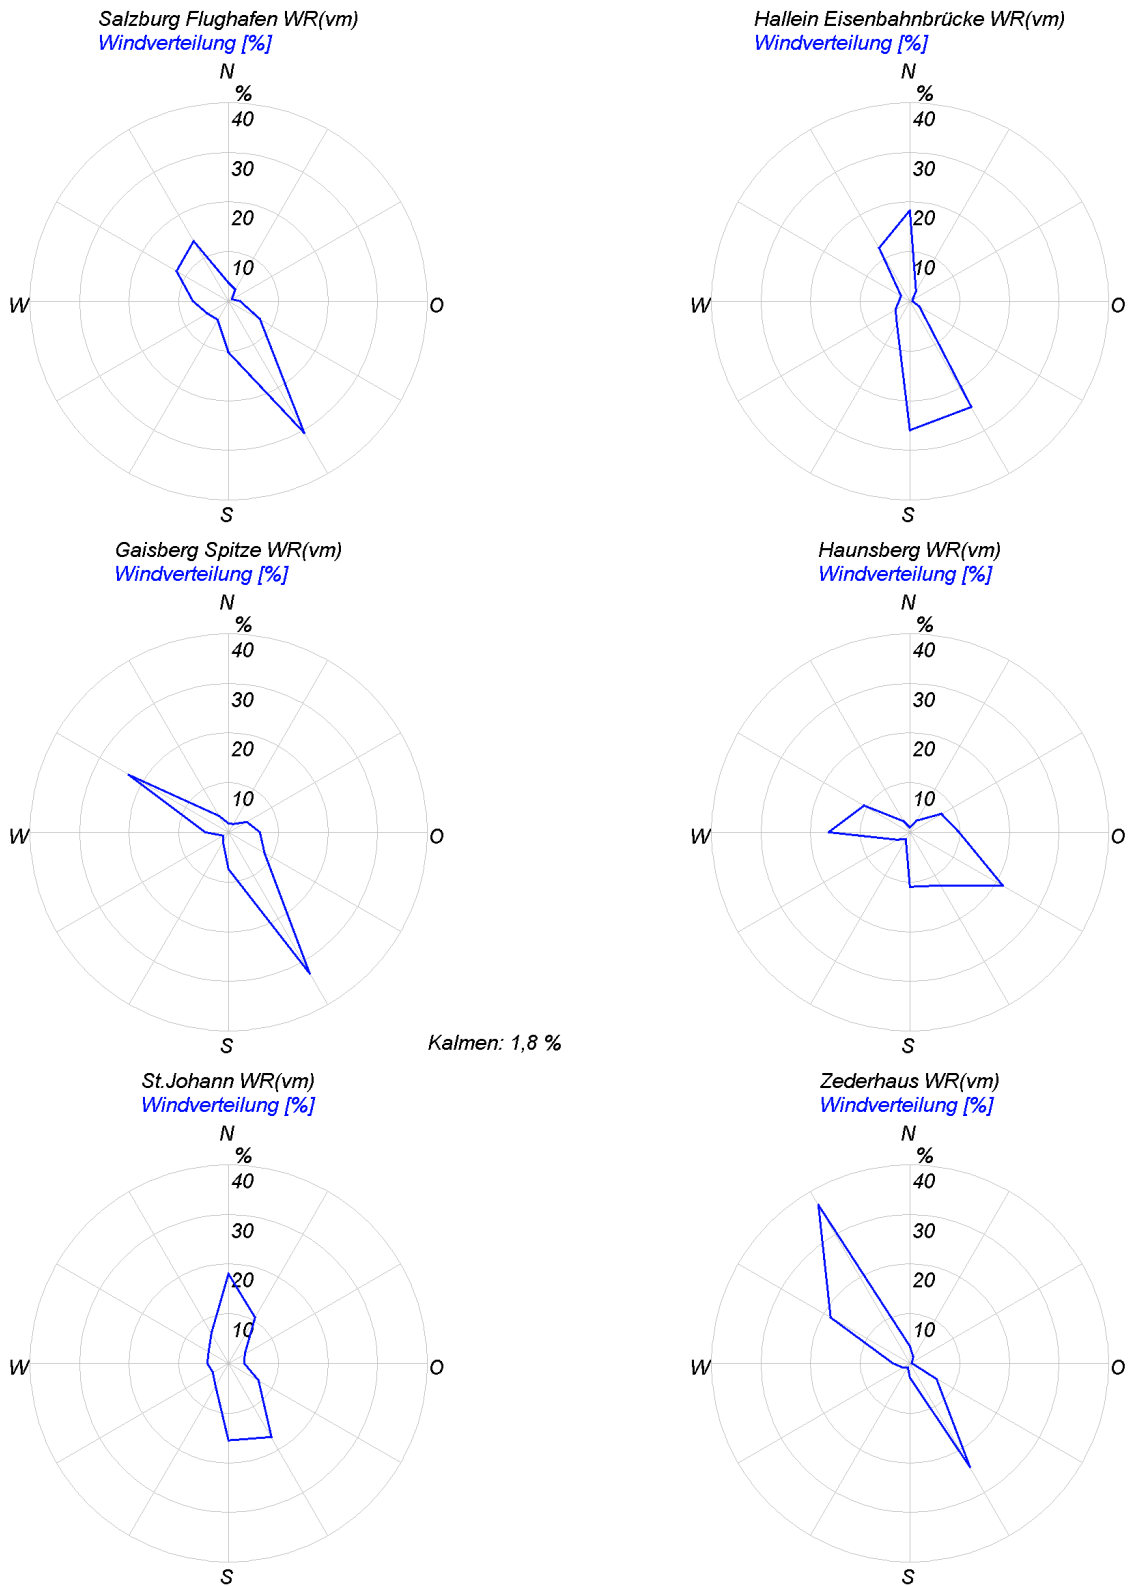 Salzburg Flughafen WR(vm)
Windverteilung [%]
N
%
40
30
20
10
W
O
S
Hallein Eisenbahnbrücke WR(vm)
Windverteilung [%]
N
%
40
30
20
10
W
O
S
Gaisberg Spitze WR(vm)
Windverteilung [%]
N
%
40
30
20
10
W
O
S
Kalmen: 1,8 %
Haunsberg WR(vm)
Windverteilung [%]
N
%
40
30
20
10
W
O
S
St.Johann WR(vm)
Windverteilung [%]
N
%
40
30
20
10
W
O
S
Zederhaus WR(vm)
Windverteilung [%]
N
%
40
30
20
10
W
O
S